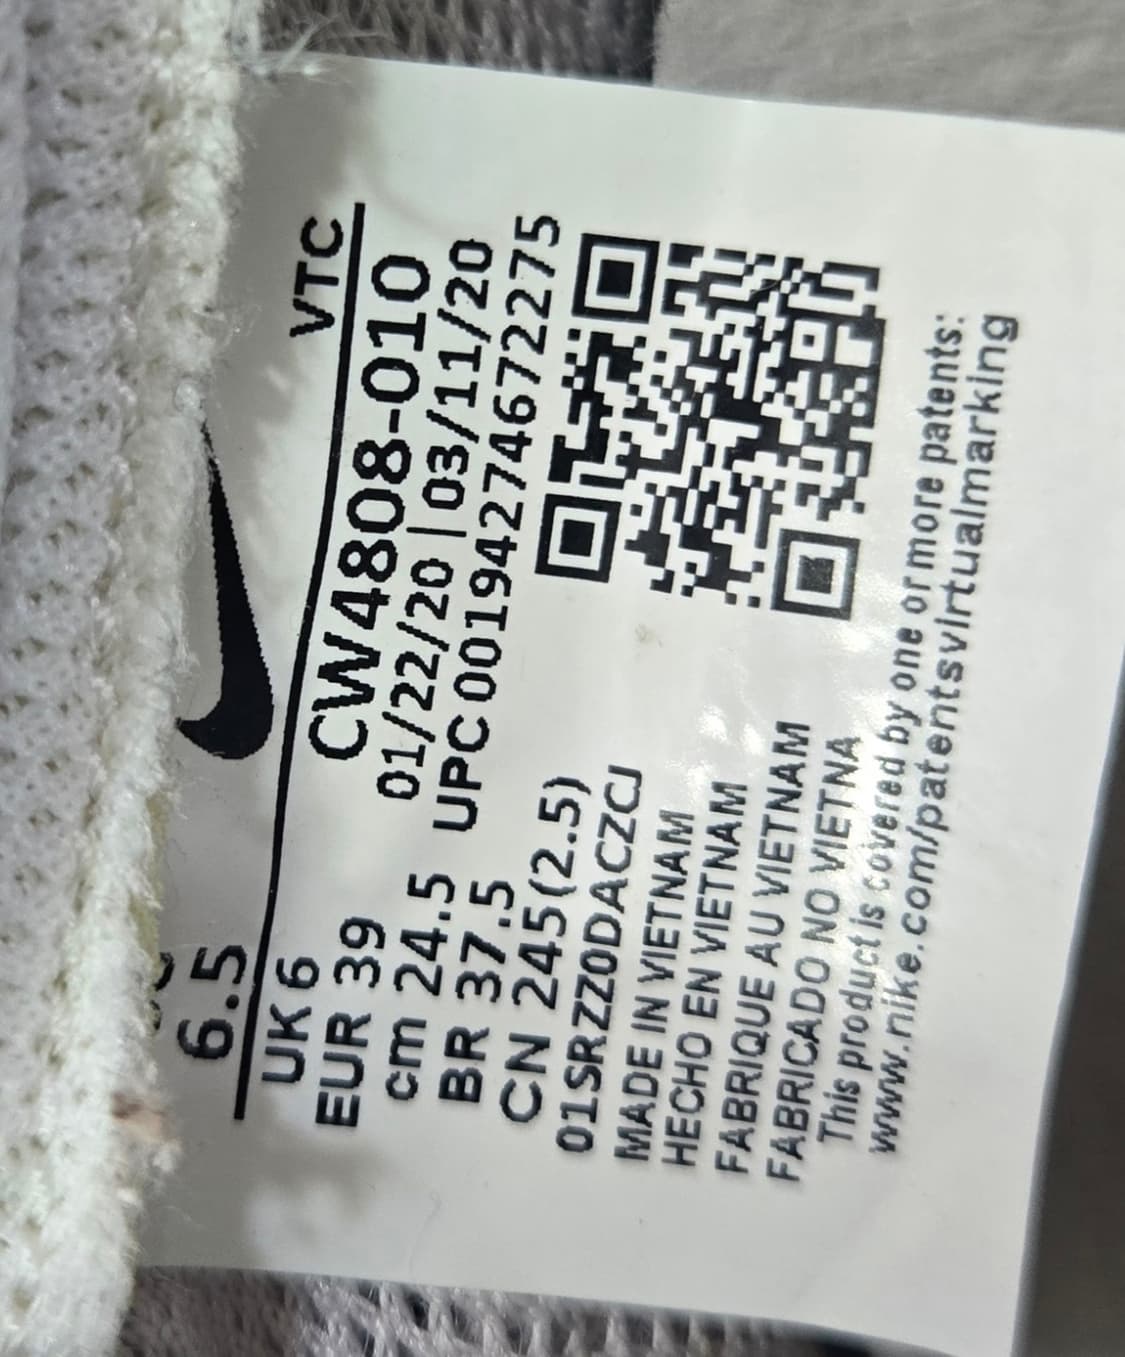 6.5
VTC
UK 6
EUR 39
cm 24.5
BR 37.5
CN 245(2.5)
CW4808-010
01/22/20|03/11/20
UPC 00194274672275
01SRZZ0DACZCJ
MADE IN VIETNAM
HECHO EN VIETNAM
FABRIQUE AU VIETNAM
FABRICADO NO VIETNA
This product is covered by one or more patents:
www.nike.com/patentsvirtualmarking